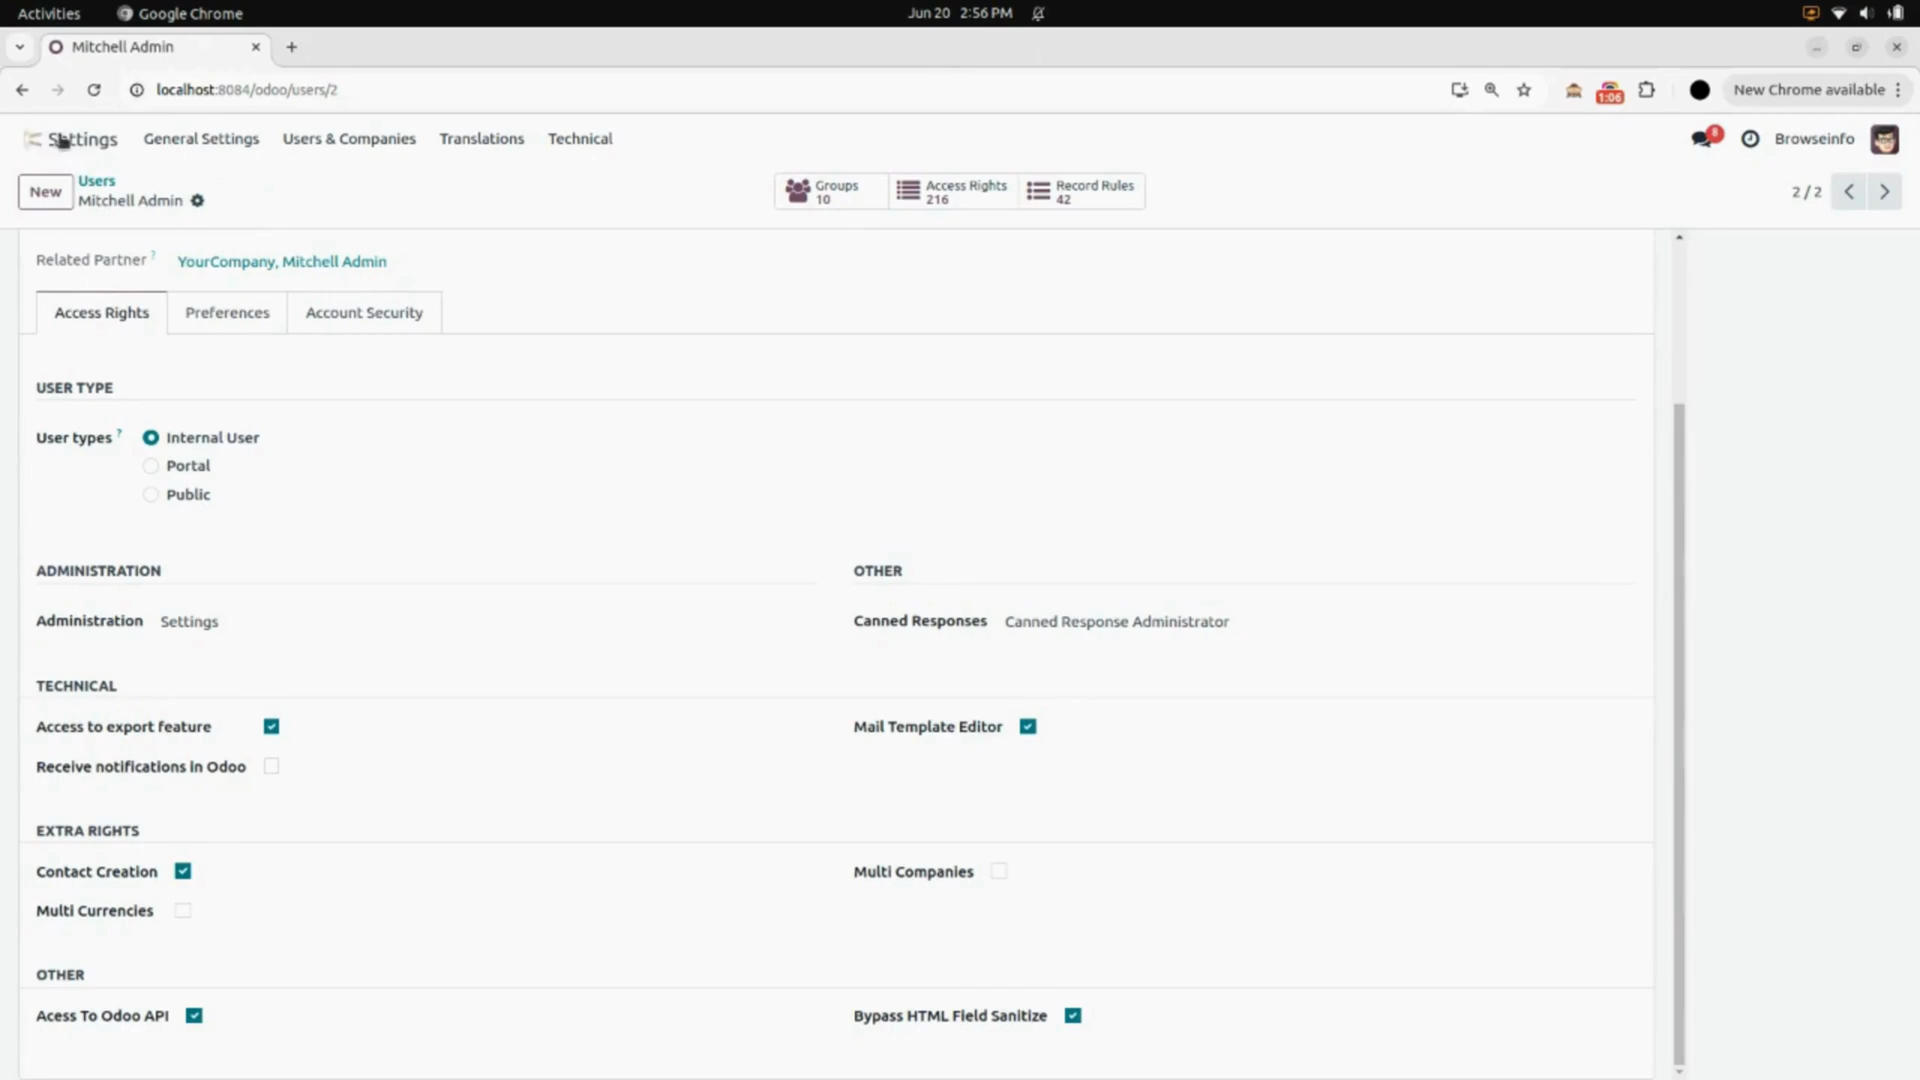 Activities Google Chrome Jun 20 2:56 PM
Mitchell Admin
localhost:8084/odoo/users/2 1:06 New Chrome available
Settings General Settings Users & Companies Translations Technical 8 Browseinfo
New Users Groups 10 Access Rights 216 Record Rules 42 2 / 2
Mitchell Admin
Related Partner ? YourCompany, Mitchell Admin
Access Rights Preferences Account Security
USER TYPE
User types ? Internal User
Portal
Public
ADMINISTRATION OTHER
Administration Settings Canned Responses Canned Response Administrator
TECHNICAL
Access to export feature Mail Template Editor
Receive notifications in Odoo
EXTRA RIGHTS
Contact Creation Multi Companies
Multi Currencies
OTHER
Acess To Odoo API Bypass HTML Field Sanitize